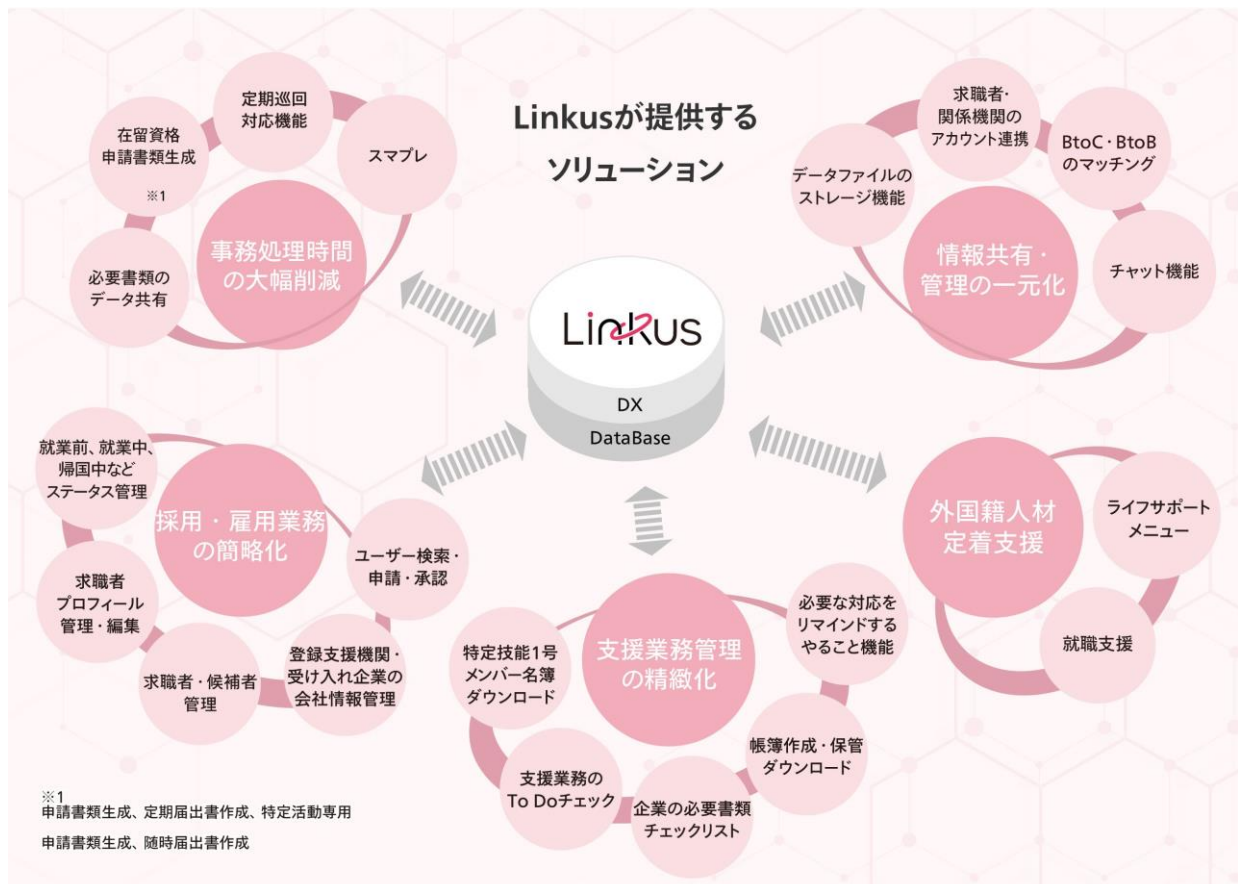 Linkusが提供する
ソリューション
定期巡回
対応機能
在留資格
申請書類生成
※1
スマプレ
必要書類の
データ共有
事務処理時間
の大幅削減
求職者・
関係機関の
アカウント連携
BtoC・BtoB
のマッチング
データファイルの
ストレージ機能
チャット機能
情報共有・
管理の一元化
Linkus
DX
DataBase
就業前、就業中、
帰国中など
ステータス管理
採用・雇用業務
の簡略化
ユーザー検索・
申請・承認
求職者
プロフィール
管理・編集
求職者・候補者
管理
登録支援機関・
受け入れ企業の
会社情報管理
外国籍人材
定着支援
ライフサポート
メニュー
就職支援
支援業務管理
の精緻化
必要な対応を
リマインドする
やること機能
特定技能1号
メンバー名簿
ダウンロード
帳簿作成・保管
ダウンロード
支援業務の
To Doチェック
企業の必要書類
チェックリスト
※1
申請書類生成、定期届出書作成、特定活動専用
申請書類生成、随時届出書作成